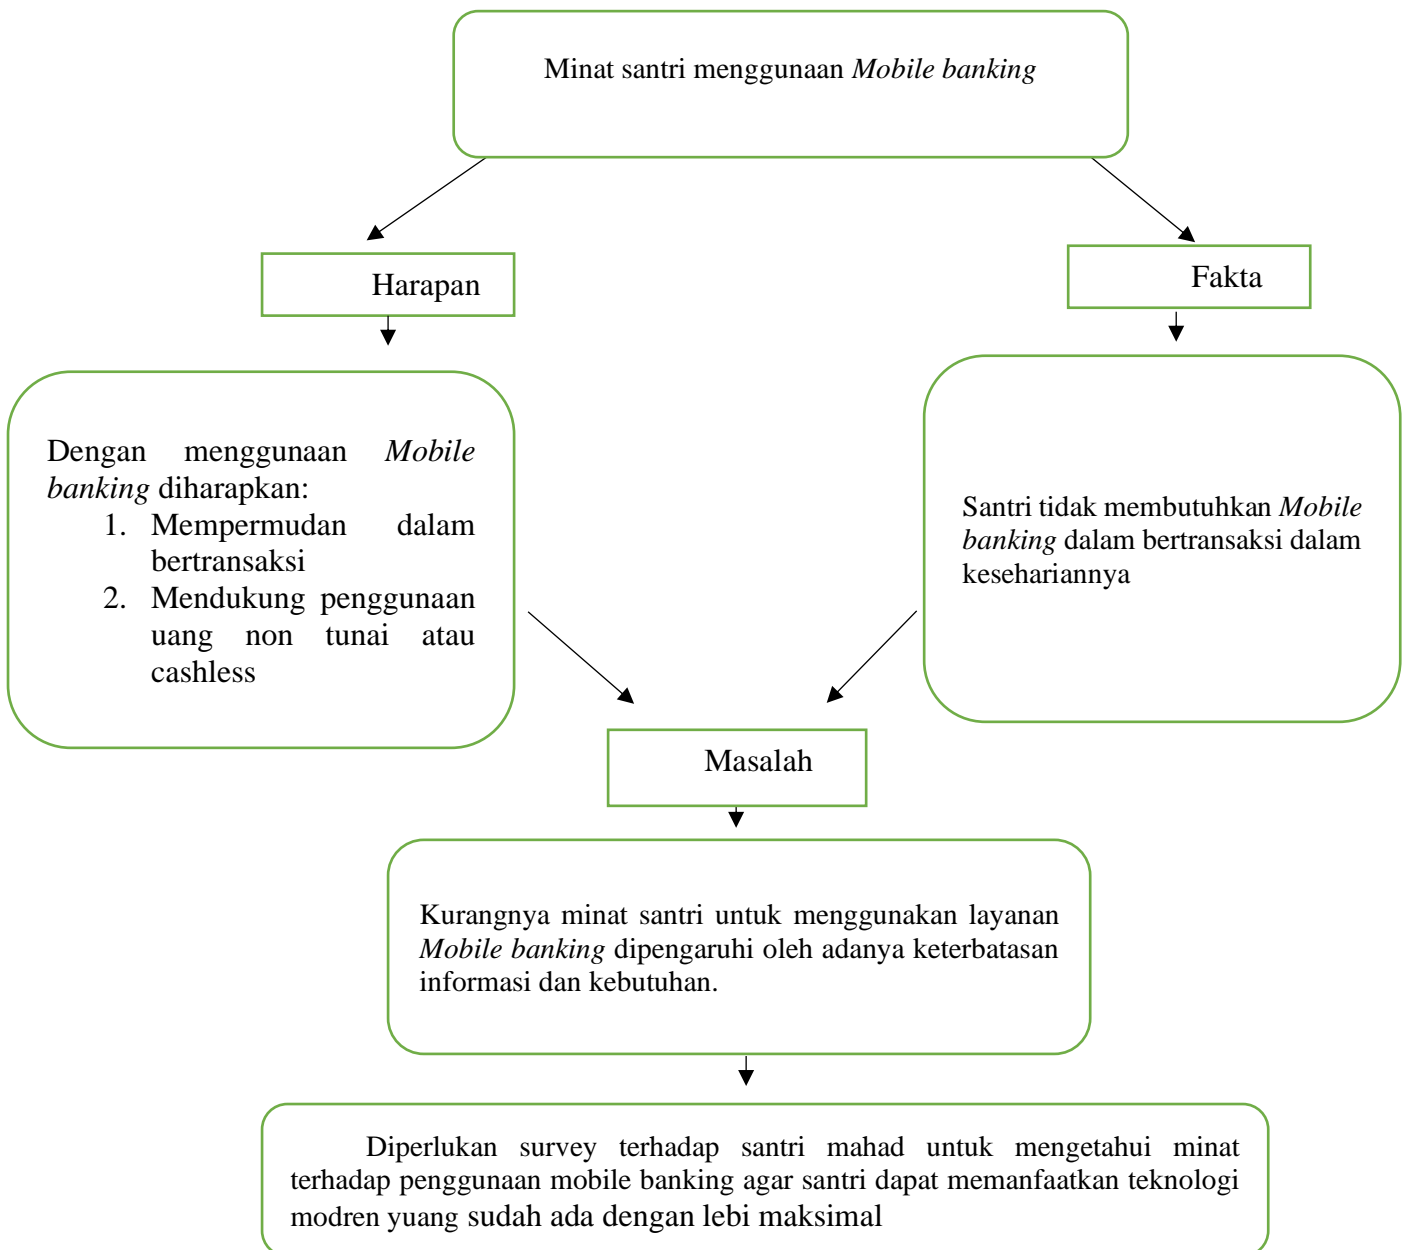 Minat santri menggunaan Mobile banking
Harapan
Fakta
Dengan menggunaan Mobile
banking diharapkan:
1. Mempermudan dalam
bertransaksi
2. Mendukung penggunaan
uang non tunai atau
cashless
Santri tidak membutuhkan Mobile
banking dalam bertransaksi dalam
kesehariannya
Masalah
Kurangnya minat santri untuk menggunakan layanan
Mobile banking dipengaruhi oleh adanya keterbatasan
informasi dan kebutuhan.
Diperlukan survey terhadap santri mahad untuk mengetahui minat
terhadap penggunaan mobile banking agar santri dapat memanfaatkan teknologi
modren yuang sudah ada dengan lebi maksimal